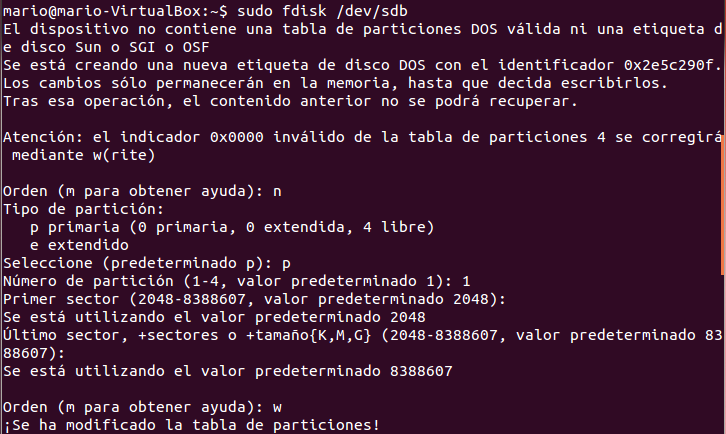 mario@mario-VirtualBox:~$ sudo fdisk /dev/sdb
El dispositivo no contiene una tabla de particiones DOS válida ni una etiqueta d
e disco Sun o SGI o OSF
Se está creando una nueva etiqueta de disco DOS con el identificador 0x2e5c290f.
Los cambios sólo permanecerán en la memoria, hasta que decida escribirlos.
Tras esa operación, el contenido anterior no se podrá recuperar.

Atención: el indicador 0x0000 inválido de la tabla de particiones 4 se corregirá
 mediante w(rite)

Orden (m para obtener ayuda): n
Tipo de partición:
   p primaria (0 primaria, 0 extendida, 4 libre)
   e extendido
Seleccione (predeterminado p): p
Número de partición (1-4, valor predeterminado 1): 1
Primer sector (2048-8388607, valor predeterminado 2048):
Se está utilizando el valor predeterminado 2048
Último sector, +sectores o +tamaño{K,M,G} (2048-8388607, valor predeterminado 83
88607):
Se está utilizando el valor predeterminado 8388607

Orden (m para obtener ayuda): w
¡Se ha modificado la tabla de particiones!